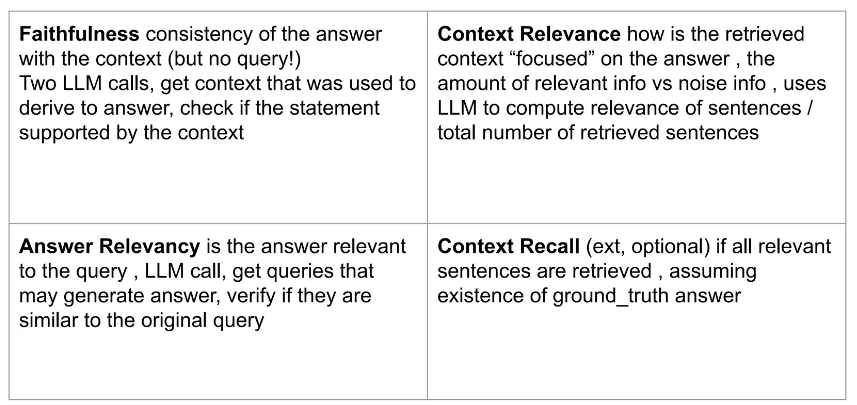 Faithfulness consistency of the answer
with the context (but no query!)
Two LLM calls, get context that was used to
derive to answer, check if the statement
supported by the context
Context Relevance how is the retrieved
context “focused” on the answer , the
amount of relevant info vs noise info , uses
LLM to compute relevance of sentences /
total number of retrieved sentences
Answer Relevancy is the answer relevant
to the query , LLM call, get queries that
may generate answer, verify if they are
similar to the original query
Context Recall (ext, optional) if all relevant
sentences are retrieved , assuming
existence of ground_truth answer